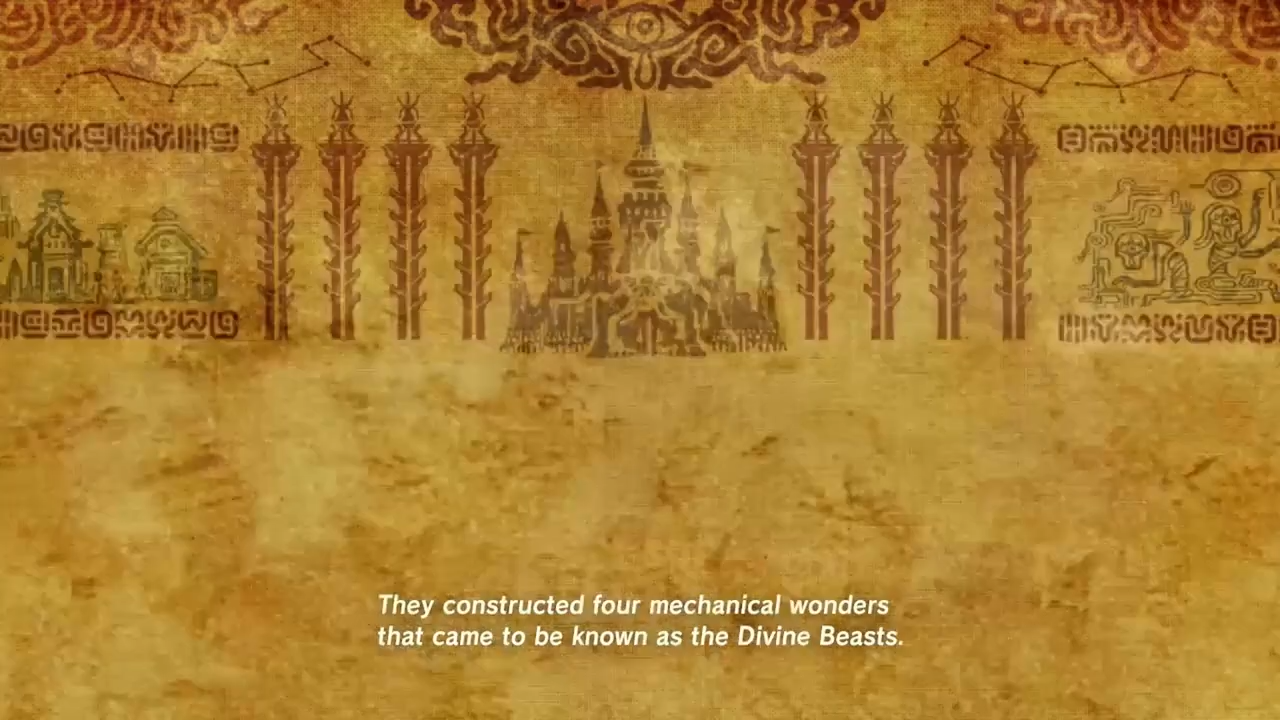 They constructed four mechanical wonders
that came to be known as the Divine Beasts.